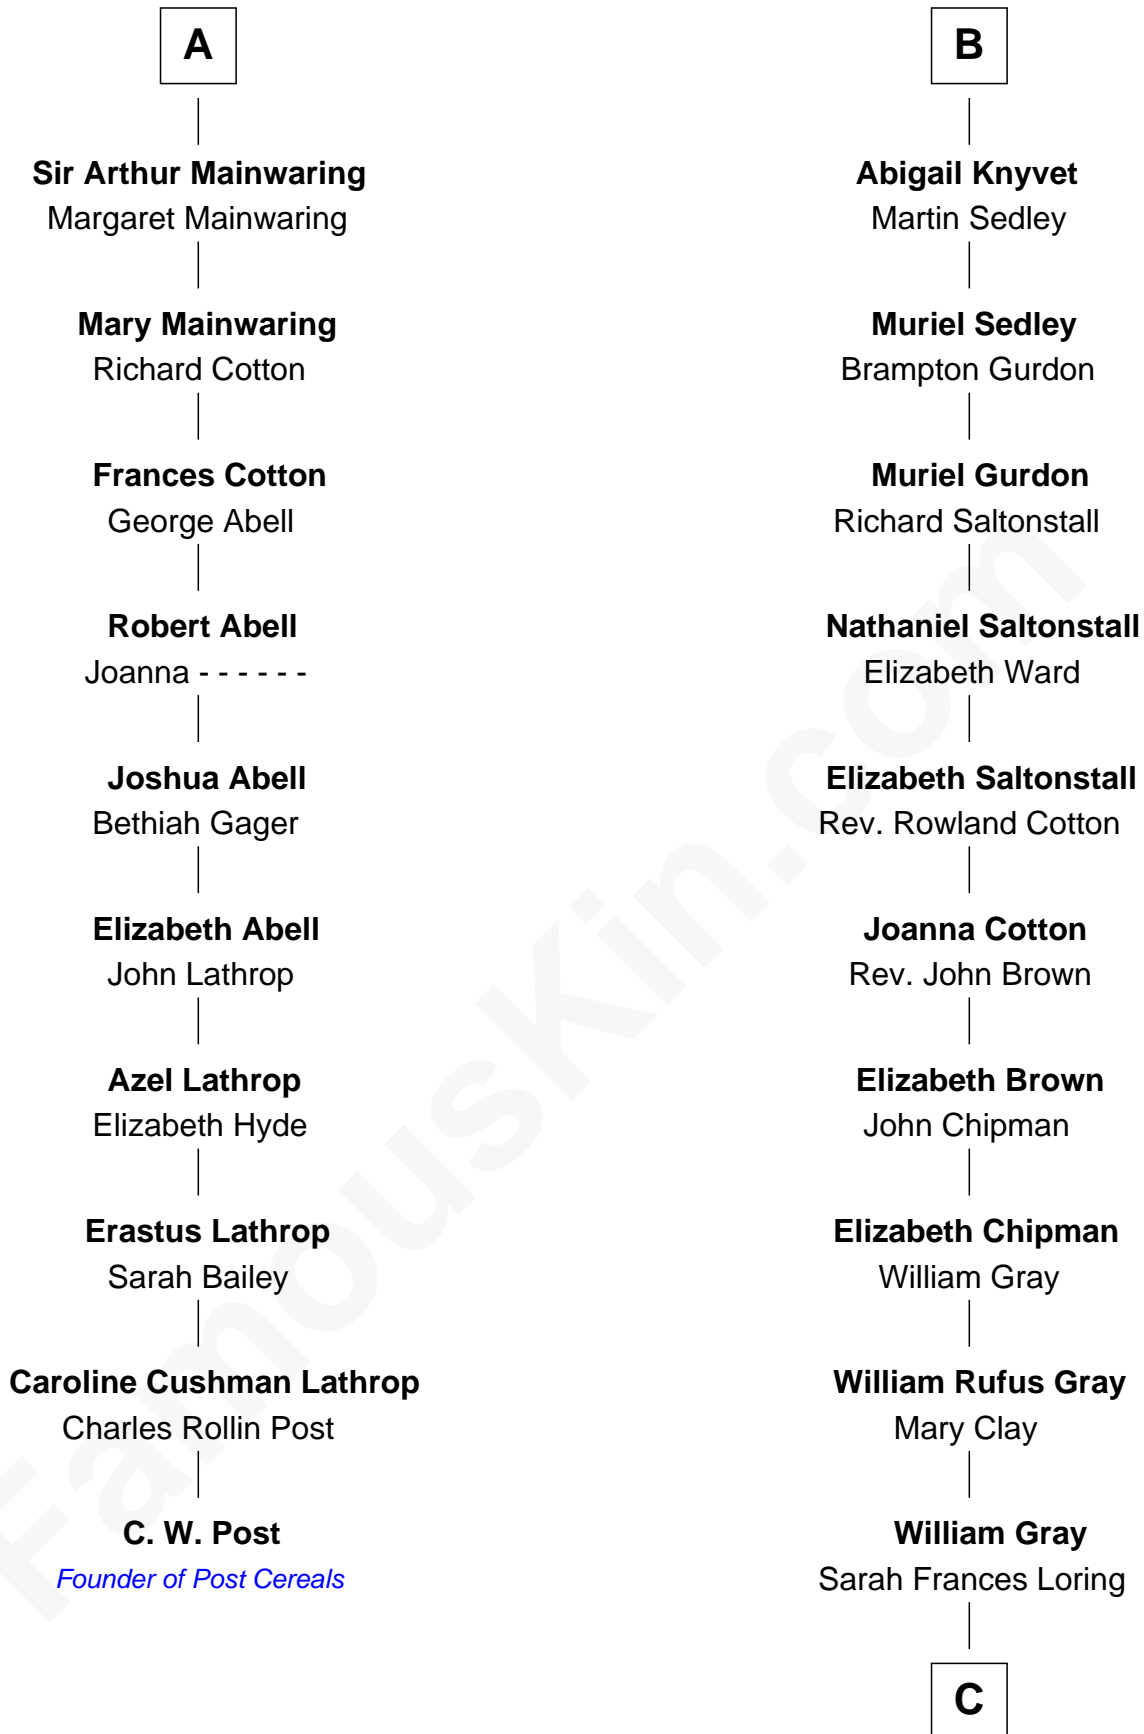 A
Sir Arthur Mainwaring
Margaret Mainwaring
Mary Mainwaring
Richard Cotton
Frances Cotton
George Abell
Robert Abell
Joanna - - - - - -
Joshua Abell
Bethiah Gager
Elizabeth Abell
John Lathrop
Azel Lathrop
Elizabeth Hyde
Erastus Lathrop
Sarah Bailey
Caroline Cushman Lathrop
Charles Rollin Post
C. W. Post
Founder of Post Cereals
B
Abigail Knyvet
Martin Sedley
Muriel Sedley
Brampton Gurdon
Muriel Gurdon
Richard Saltonstall
Nathaniel Saltonstall
Elizabeth Ward
Elizabeth Saltonstall
Rev. Rowland Cotton
Joanna Cotton
Rev. John Brown
Elizabeth Brown
John Chipman
Elizabeth Chipman
William Gray
William Rufus Gray
Mary Clay
William Gray
Sarah Frances Loring
C
FamousKin.com